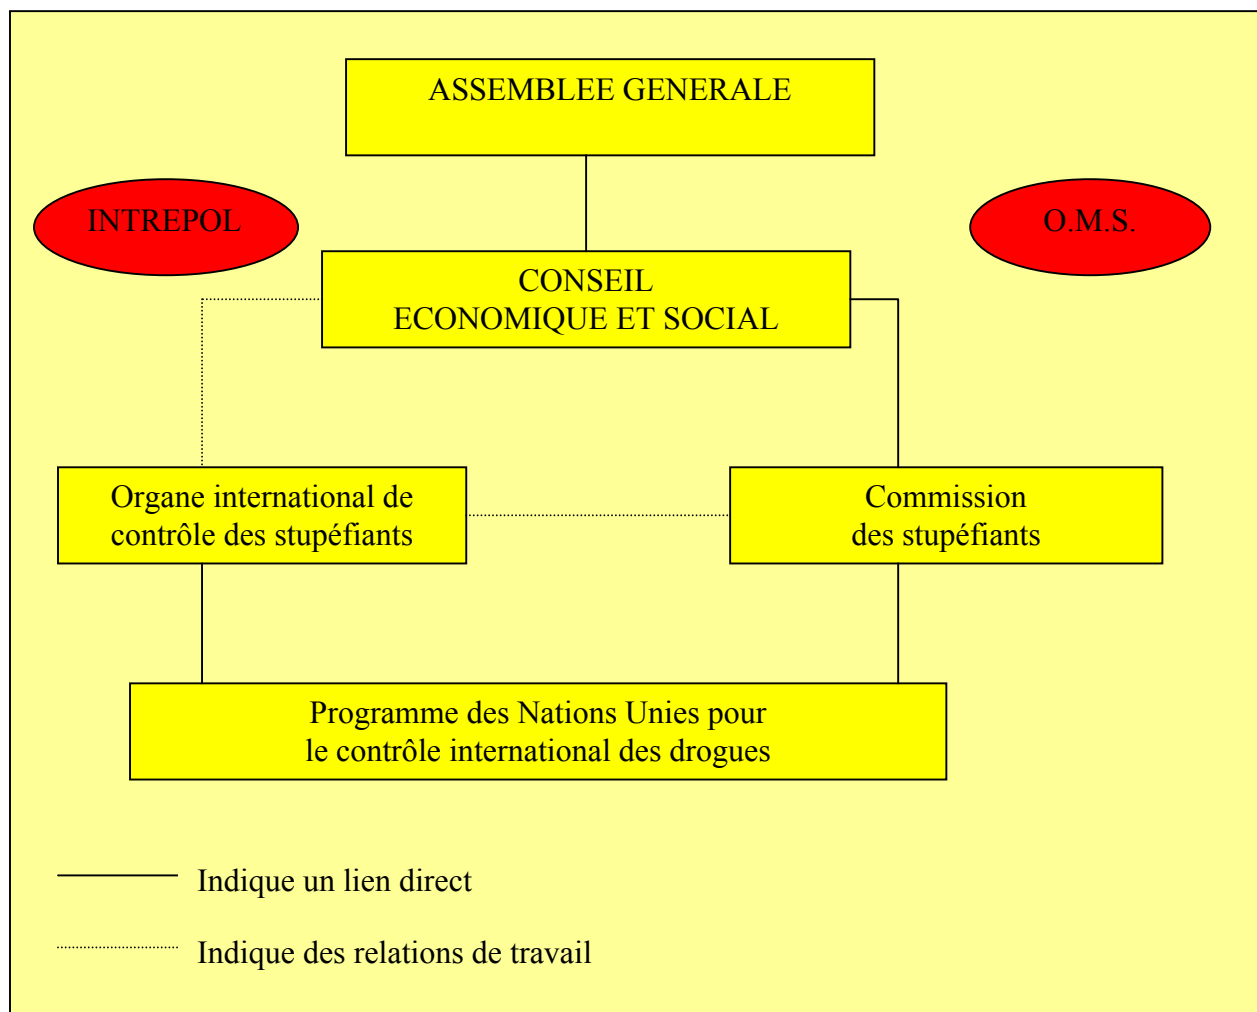 ASSEMBLEE GENERALE
INTREPOL
O.M.S.
CONSEIL
ECONOMIQUE ET SOCIAL
Organe international de
contrôle des stupéfiants
Commission
des stupéfiants
Programme des Nations Unies pour
le contrôle international des drogues
Indique un lien direct
Indique des relations de travail